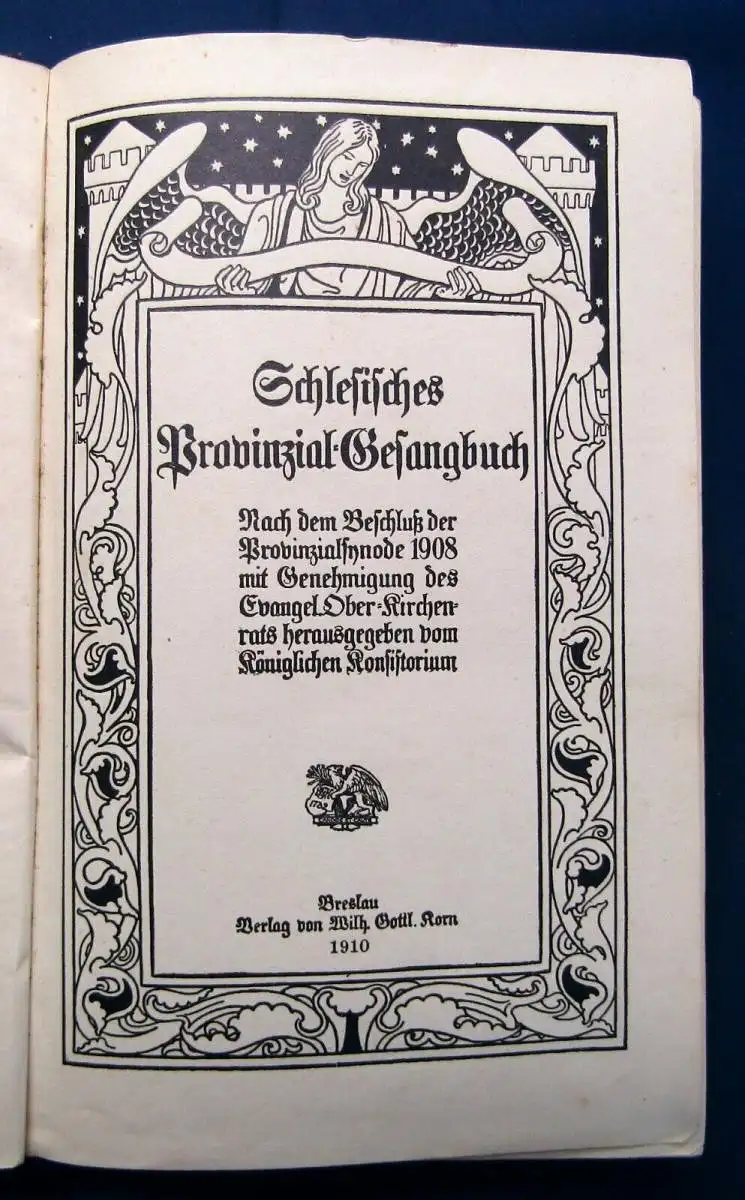 Schlesisches
Provinzial-Gesangbuch
Nach dem Beschluß der
Provinzialsynode 1908
mit Genehmigung des
Evangel. Ober-Kirchen-
rats herausgegeben vom
Königlichen Konsistorium
Breslau
Verlag von Wilh. Gottl. Korn
1910